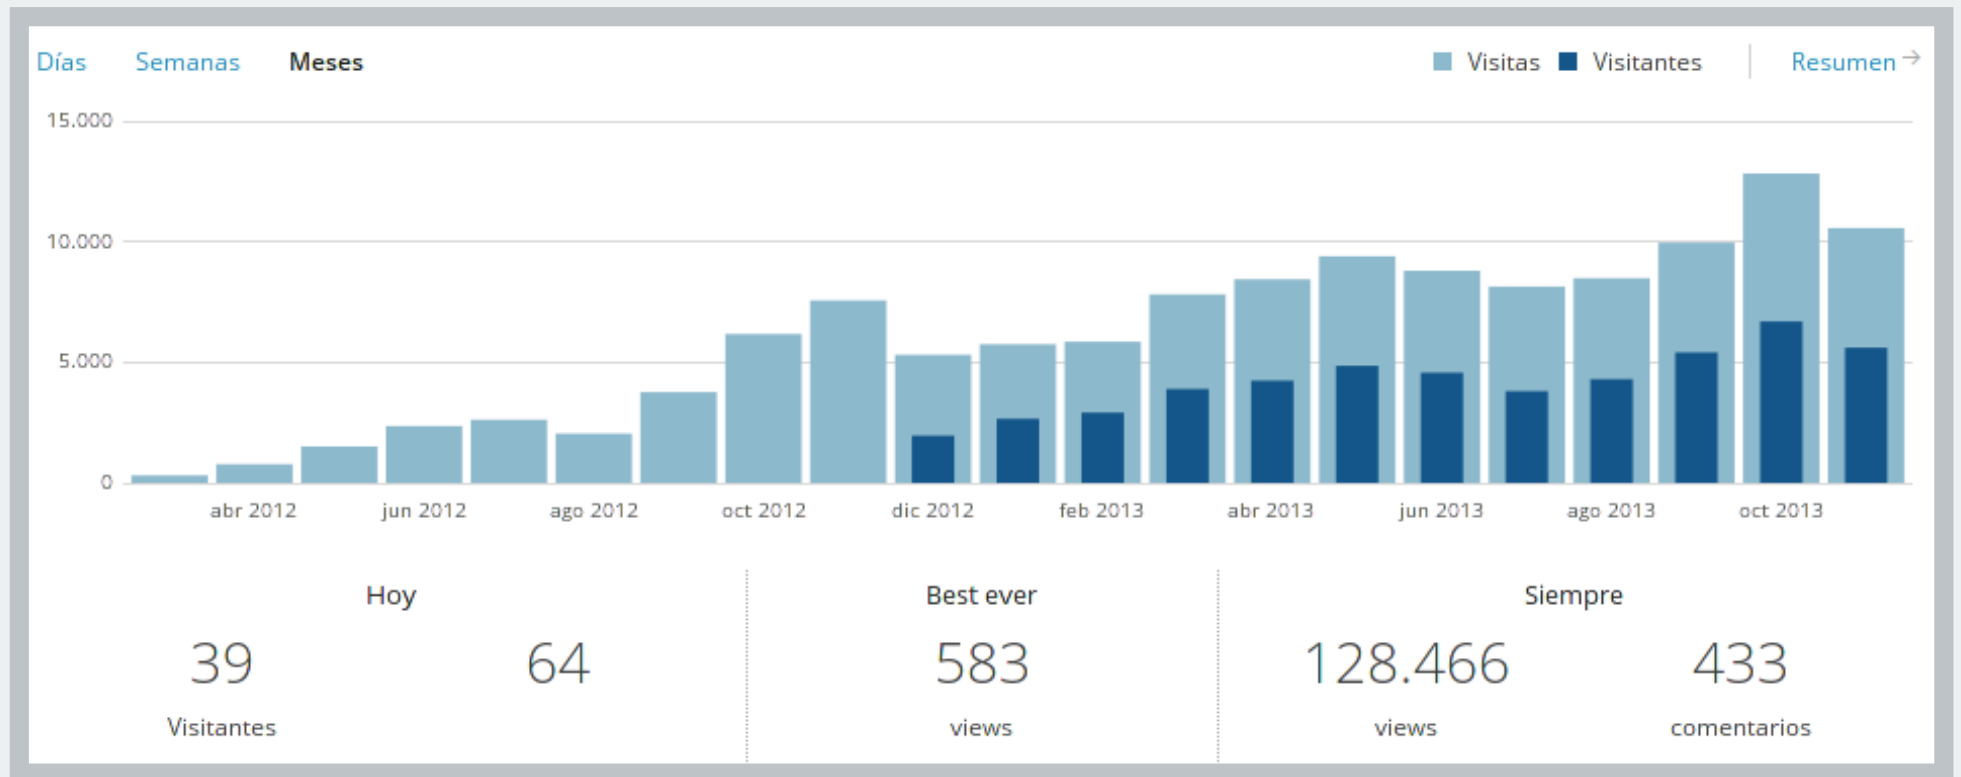 Días Semanas Meses Visitas Visitantes Resumen →
15.000
10.000
5.000
0
abr 2012 jun 2012 ago 2012 oct 2012 dic 2012 feb 2013 abr 2013 jun 2013 ago 2013 oct 2013
Hoy Best ever Siempre
39 64 583 128.466 433
Visitantes views views comentarios